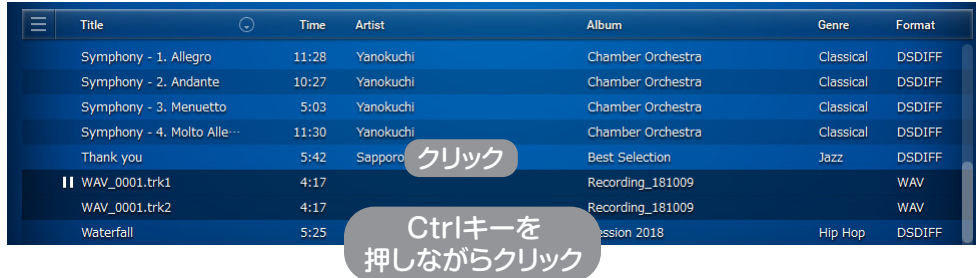 Title Time Artist Album Genre Format
Symphony - 1. Allegro 11:28 Yanokuchi Chamber Orchestra Classical DSDIFF
Symphony - 2. Andante 10:27 Yanokuchi Chamber Orchestra Classical DSDIFF
Symphony - 3. Menuetto 5:03 Yanokuchi Chamber Orchestra Classical DSDIFF
Symphony - 4. Molto Alle… 11:30 Yanokuchi Chamber Orchestra Classical DSDIFF
Thank you 5:42 Sapporo クリック Best Selection Jazz DSDIFF
WAV_0001.trk1 4:17 Recording_181009 WAV
WAV_0001.trk2 4:17 Recording_181009 WAV
Waterfall 5:25 2018 Hip Hop DSDIFF
Ctrlキーを
押しながらクリック